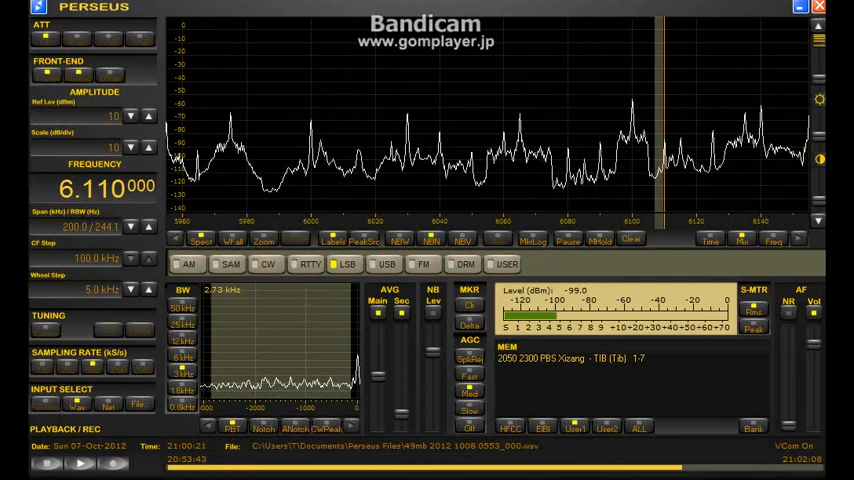 PERSEUS
Bandicam
www.gomplayer.jp
ATT
FRONT-END
AMPLITUDE
Ref Lev (dBm)
10
Scale (dB/div)
10
FREQUENCY
6.110000
Span (kHz) / RBW (Hz)
200.0 / 244.1
CF Step
100.0 kHz
Wheel Step
5.0 kHz
TUNING
SAMPLING RATE (kS/s)
INPUT SELECT
Wav
Net
File..
PLAYBACK / REC
0
-10
-20
-30
-40
-50
-60
-70
-80
-90
-100
-110
-120
-130
-140
5960 5980 6000 6020 6040 6060 6080 6100 6120 6140
Spect WFall Zoom Labels PeakSrc NBW NBN NBV MkrLog Pause MHold Clear Time Mix Freq
AM SAM CW RTTY LSB USB FM DRM USER
BW
50 kHz
25 kHz
12 kHz
6 kHz
3 kHz
1.6 kHz
0.8 kHz
2.73 kHz
-2000 -1000 0
PBT Notch ANotch CWPeak
AVG
Main Sec
NB
Lev
MKR
Clr
Delta
AGC
SpkRej
Fast
Med
Slow
Off
Level (dBm): -99.0
-120 -100 -80 -60 -40 -20 0
S 1 2 3 4 5 6 7 8 9 +10 +20 +30 +40 +50 +60 +70
S-MTR
Rms
Peak
AF
NR Vol
MEM
2050 2300 PBS Xizang - TIB (Tib) 1-7
HFCC EIBI User1 User2 ALL Bank
Date: Sun 07-Oct-2012 Time: 21:00:21 File: C:\Users\T\Documents\Perseus Files\49mb 2012 1008 0553_000.wav VCom On
20:53:43 21:02:08